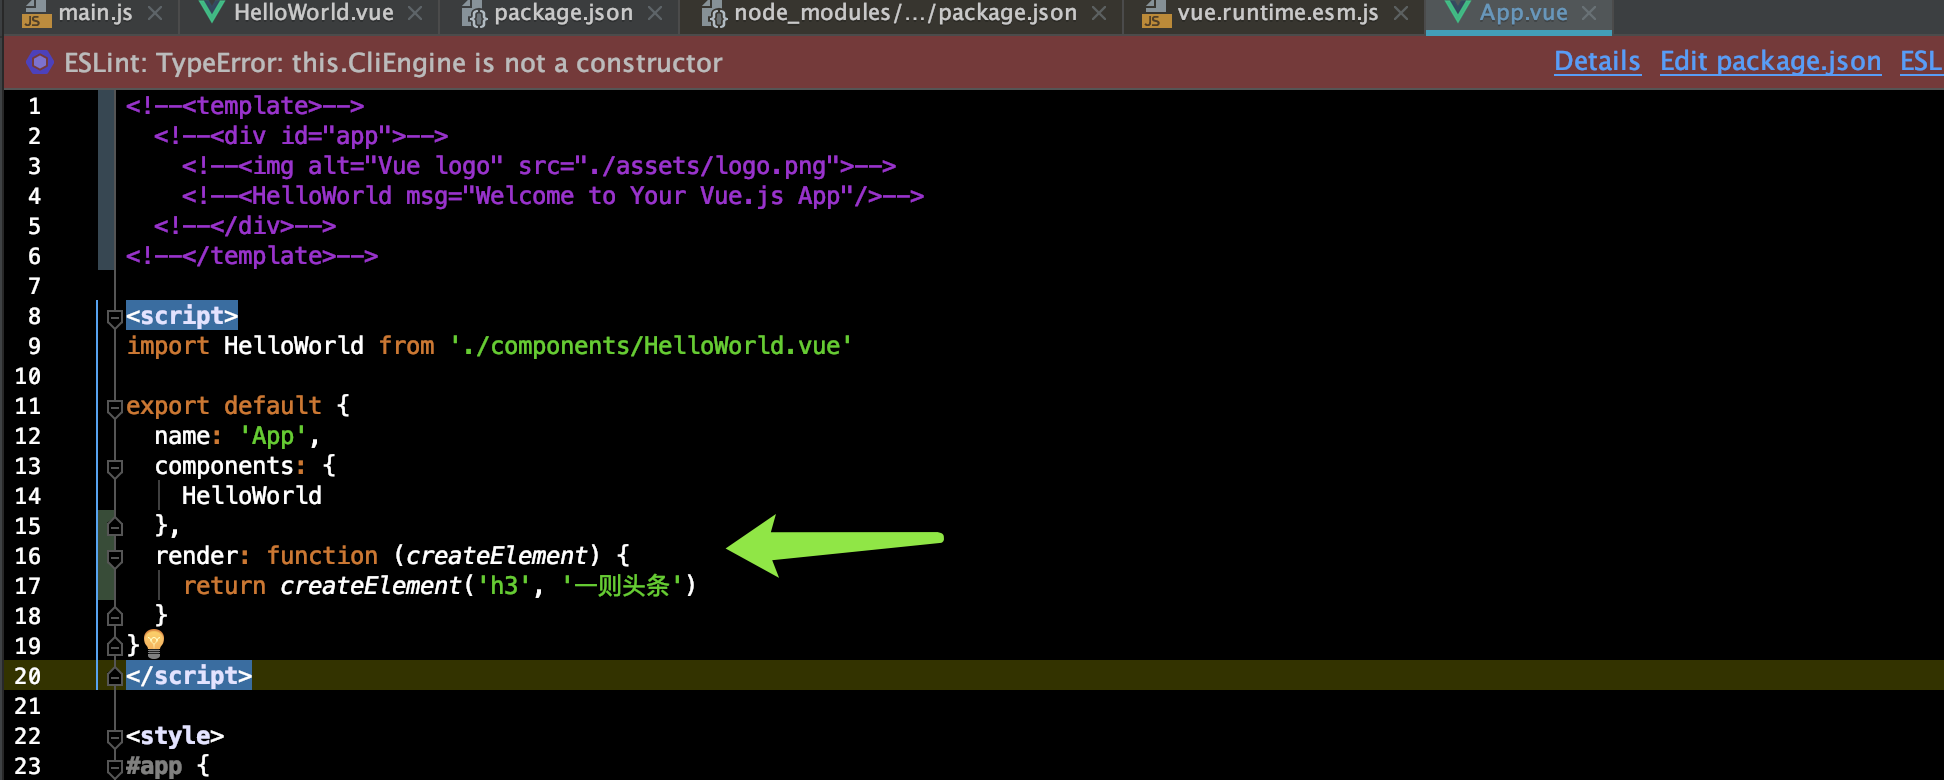 main.js HelloWorld.vue package.json node_modules/.../package.json vue.runtime.esm.js App.vue
ESLint: TypeError: this.CliEngine is not a constructor Details Edit package.json ESL
1 <!--<template>-->
2 <!--<div id="app">-->
3 <!--<img alt="Vue logo" src="./assets/logo.png">-->
4 <!--<HelloWorld msg="Welcome to Your Vue.js App"/>-->
5 <!--</div>-->
6 <!--</template>-->
7
8 <script>
9 import HelloWorld from './components/HelloWorld.vue'
10
11 export default {
12 name: 'App',
13 components: {
14 HelloWorld
15 },
16 render: function (createElement) {
17 return createElement('h3', '一则头条')
18 }
19 }
20 </script>
21
22 <style>
23 #app {